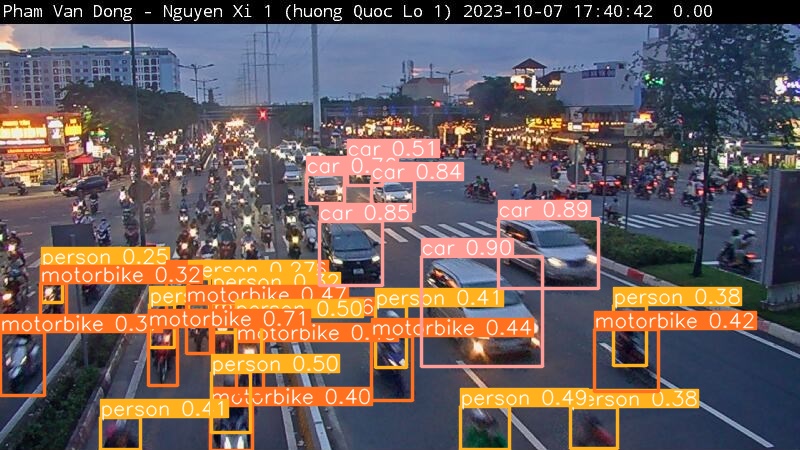 Pham Van Dong - Nguyen Xi 1 (huong Quoc Lo 1) 2023-10-07 17:40:42 0.00
car 0.51
car 0.84
car 0.85
car 0.89
car 0.90
person 0.25
motorbike 0.32
motorbike 0.47
person 0.41
person 0.38
motorbike 0.71
motorbike 0.44
motorbike 0.42
person 0.50
motorbike 0.40
person 0.41
person 0.49
person 0.38